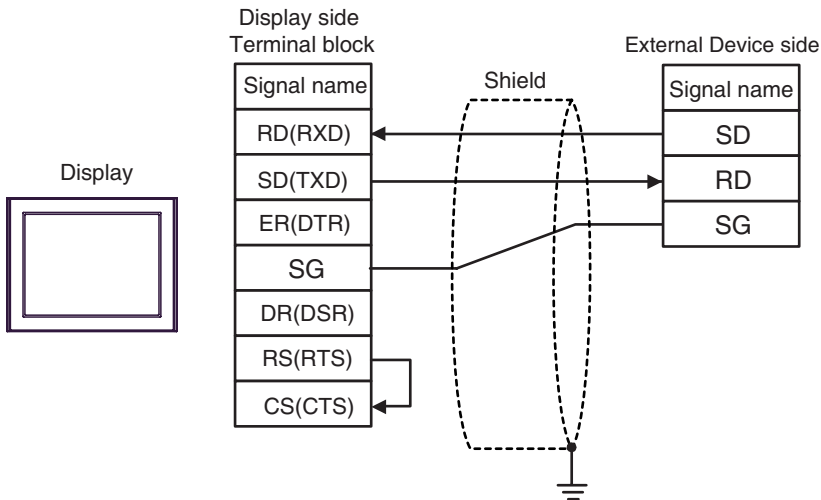 Display side
Terminal block
External Device side
Signal name
Shield
Signal name
RD(RXD)
SD
Display
SD(TXD)
RD
ER(DTR)
SG
SG
DR(DSR)
RS(RTS)
CS(CTS)